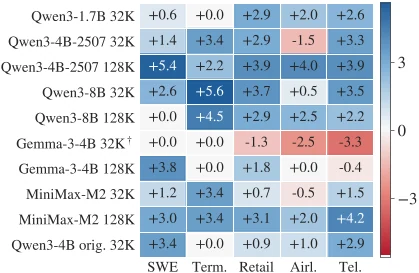 Qwen3-1.7B 32K +0.6 +0.0 +2.9 +2.0 +2.6
Qwen3-4B-2507 32K +1.4 +3.4 +2.9 -1.5 +3.3
Qwen3-4B-2507 128K +5.4 +2.2 +3.9 +4.0 +3.9
Qwen3-8B 32K +2.6 +5.6 +3.7 +0.5 +3.5
Qwen3-8B 128K +0.0 +4.5 +2.9 +2.5 +2.2
Gemma-3-4B 32K† +0.0 +0.0 -1.3 -2.5 -3.3
Gemma-3-4B 128K +3.8 +0.0 +1.8 +0.0 -0.4
MiniMax-M2 32K +1.2 +3.4 +0.7 -0.5 +1.5
MiniMax-M2 128K +3.0 +3.4 +3.1 +2.0 +4.2
Qwen3-4B orig. 32K +3.4 +0.0 +0.9 +1.0 +2.9
SWE Term. Retail Airl. Tel.
3
0
−3